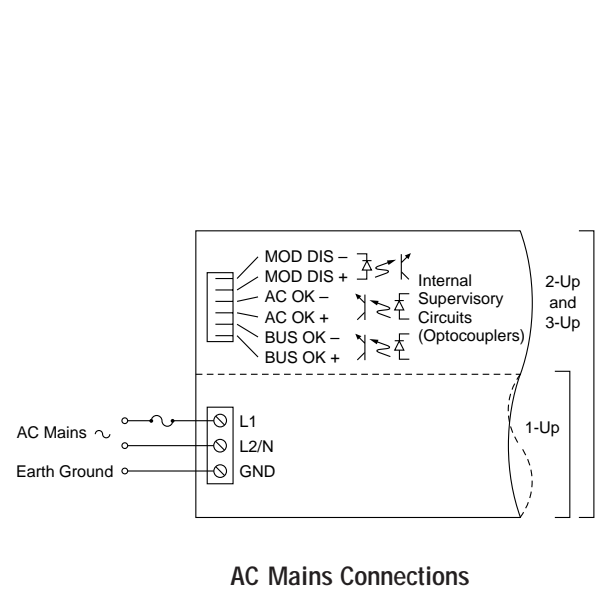 MOD DIS –
MOD DIS +
AC OK –
AC OK +
BUS OK –
BUS OK +
Internal
Supervisory
Circuits
(Optocouplers)
2-Up
and
3-Up
1-Up
AC Mains
L1
L2/N
Earth Ground
GND
AC Mains Connections